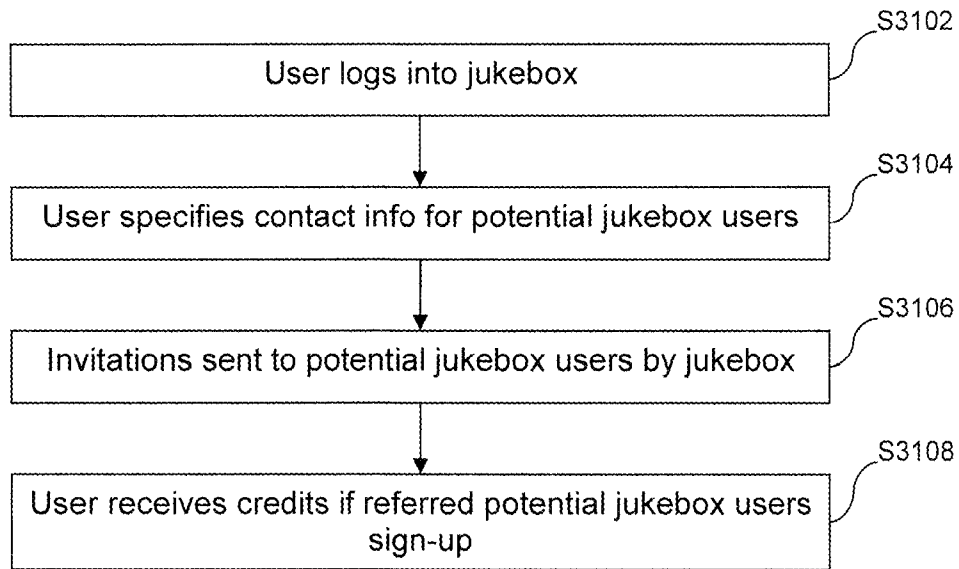 S3102
User logs into jukebox
S3104
User specifies contact info for potential jukebox users
S3106
Invitations sent to potential jukebox users by jukebox
S3108
User receives credits if referred potential jukebox users
sign-up